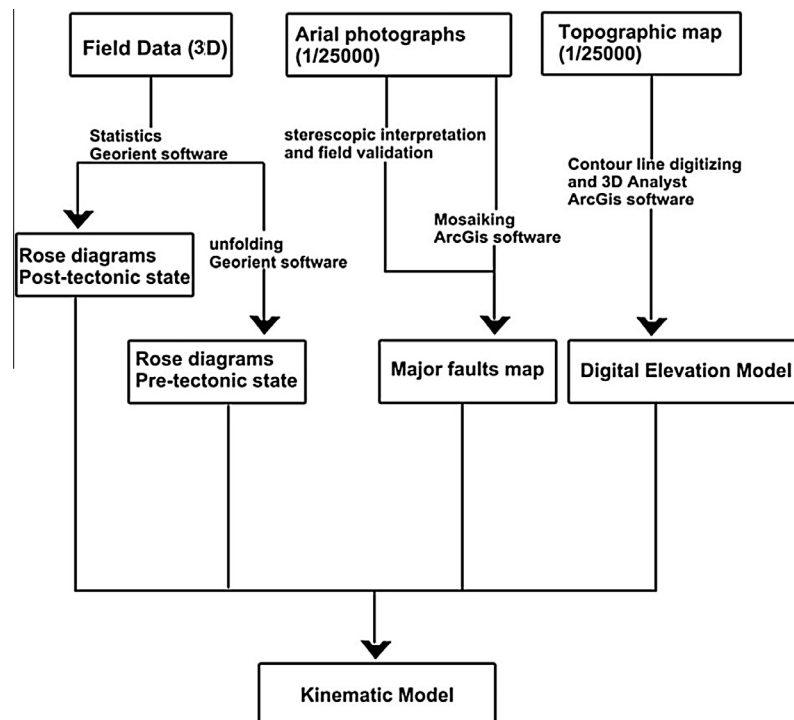 Field Data (3D)
Arial photographs
(1/25000)
Topographic map
(1/25000)
Statistics
Georient software
sterescopic interpretation
and field validation
Contour line digitizing
and 3D Analyst
ArcGis software
Mosaiking
ArcGis software
unfolding
Georient software
Rose diagrams
Post-tectonic state
Rose diagrams
Pre-tectonic state
Major faults map
Digital Elevation Model
Kinematic Model